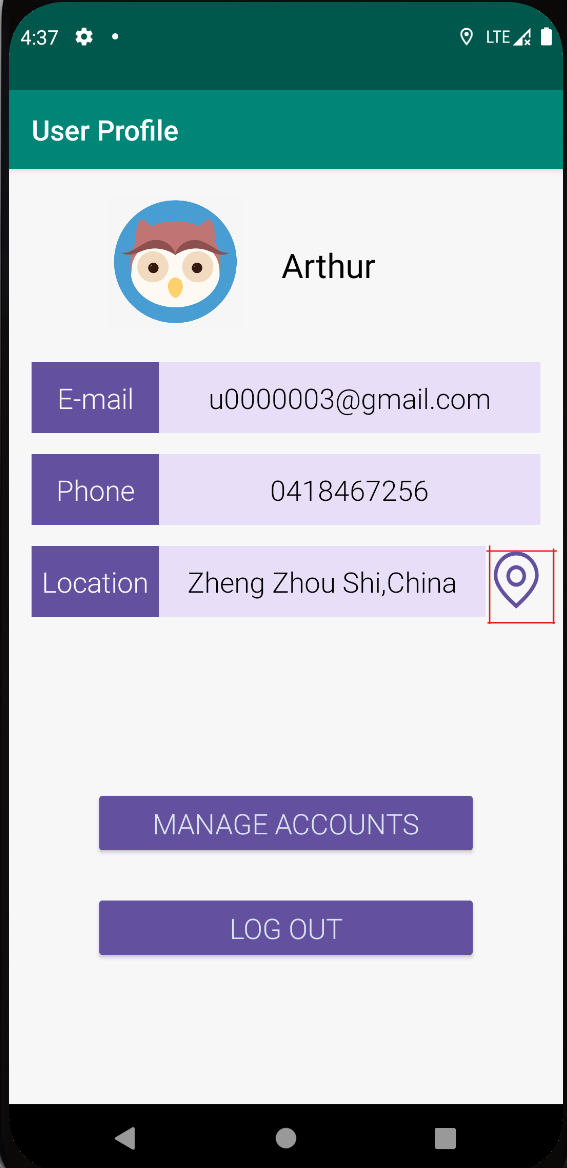 4:37 LTE
User Profile
Arthur
E-mail u0000003@gmail.com
Phone 0418467256
Location Zheng Zhou Shi,China
MANAGE ACCOUNTS
LOG OUT